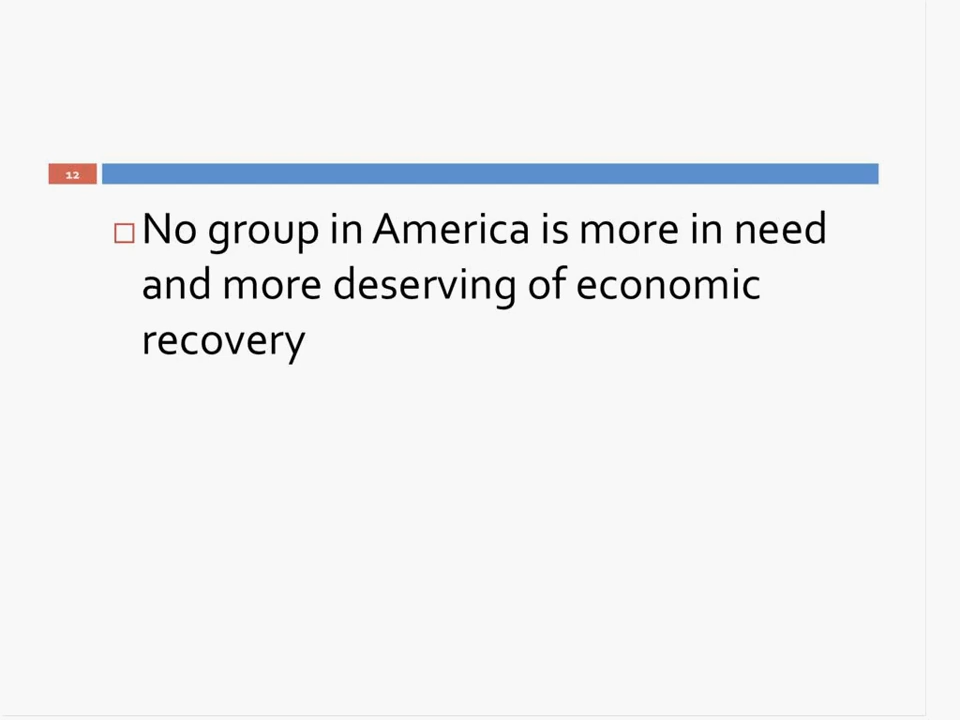 12
No group in America is more in need
and more deserving of economic
recovery